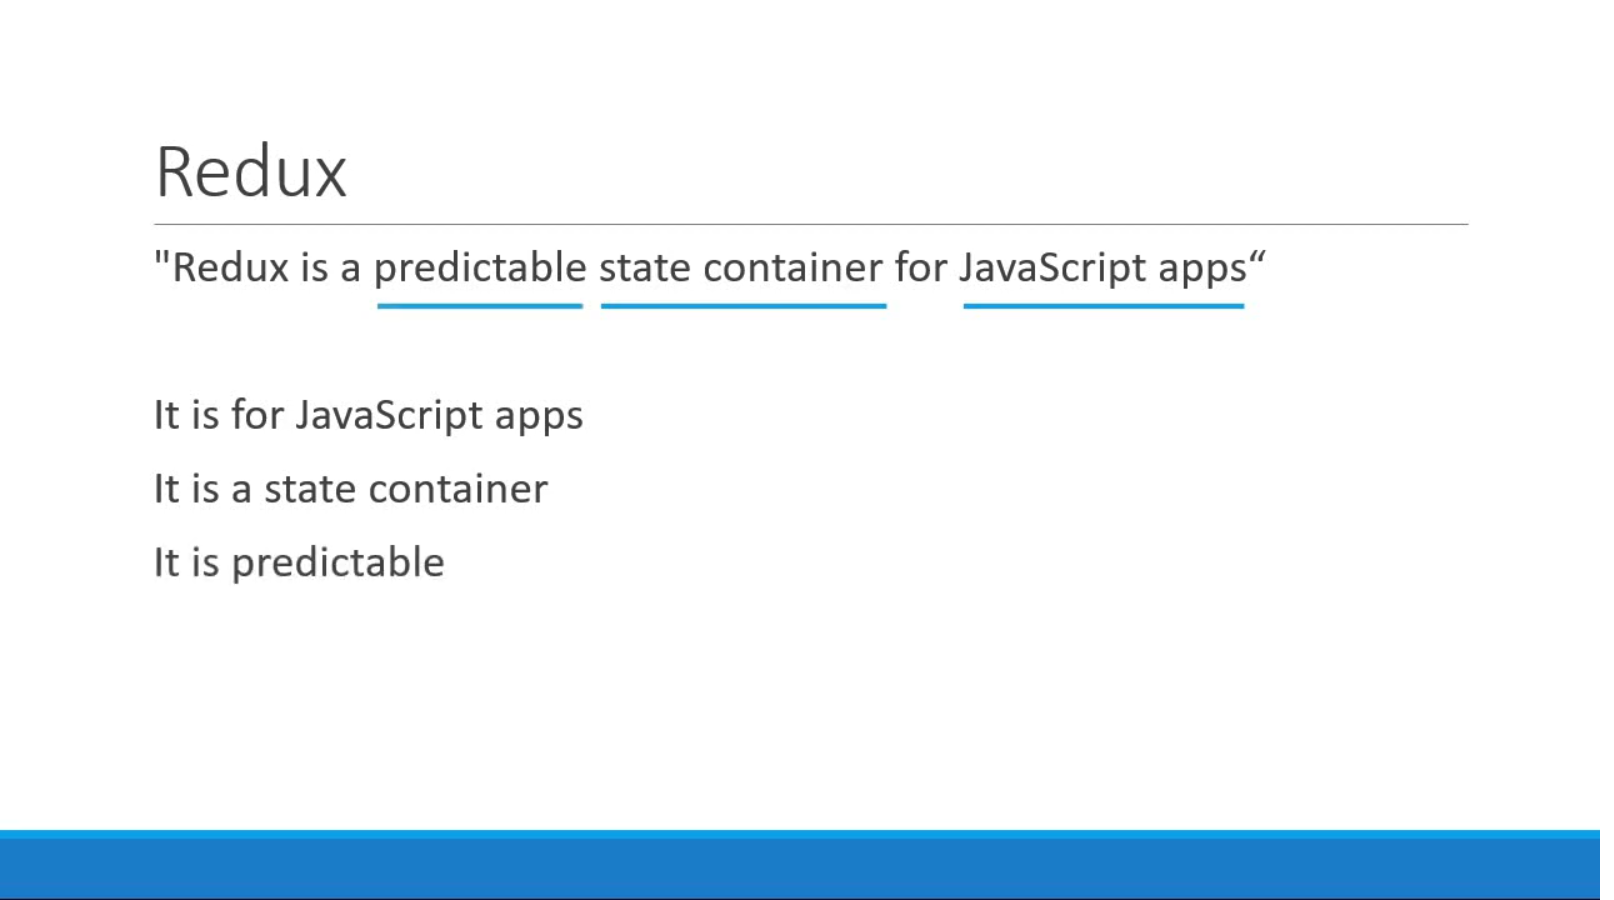 Redux
"Redux is a predictable state container for JavaScript apps“
It is for JavaScript apps
It is a state container
It is predictable